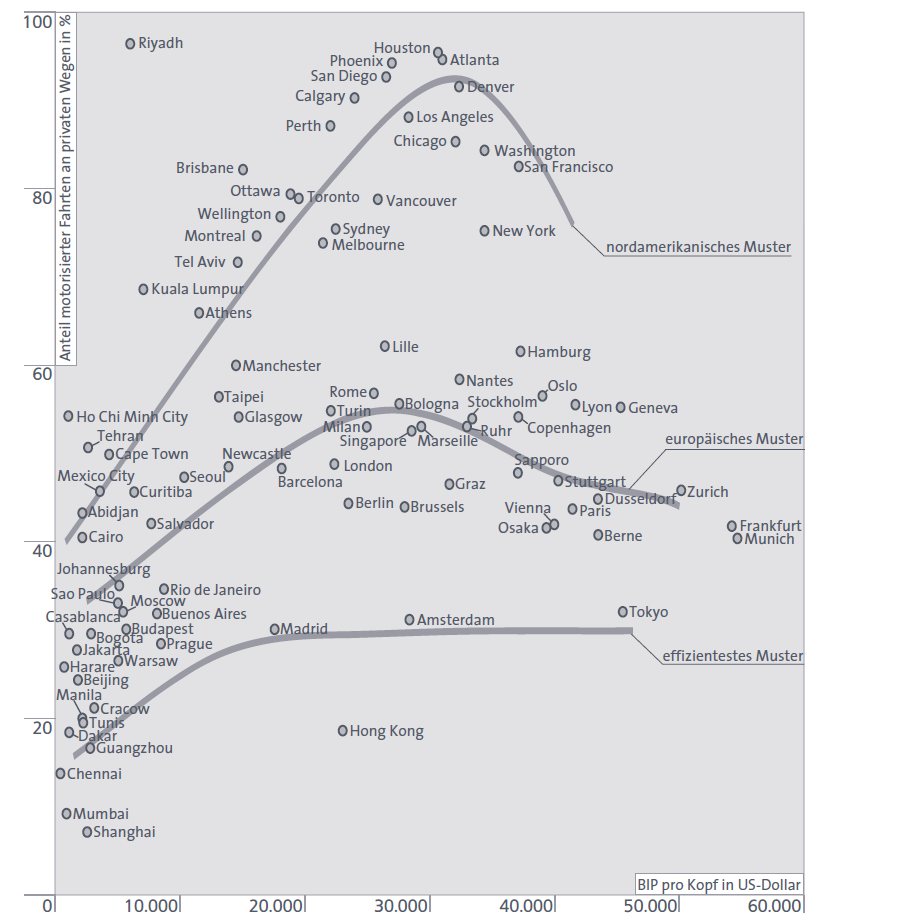 100
Anteil motorisierter Fahrten an privaten Wegen in %
Riyadh
Houston
Phoenix
Atlanta
San Diego
Denver
Calgary
Los Angeles
Perth
Chicago
Washington
San Francisco
Brisbane
80
Ottawa
Toronto
Vancouver
Wellington
Sydney
New York
Montreal
Melbourne
nordamerikanisches Muster
Tel Aviv
Kuala Lumpur
Athens
Lille
Hamburg
60
Manchester
Nantes
Oslo
Rome
Taipei
Bologna
Stockholm
Lyon
Geneva
Turin
Ho Chi Minh City
Glasgow
Milan
Ruhr
Copenhagen
Singapore
Marseille
europäisches Muster
Tehran
Cape Town
Newcastle
Sapporo
London
Mexico City
Seoul
Barcelona
Stuttgart
Graz
Curitiba
Zurich
Dusseldorf
Berlin
Brussels
Vienna
Paris
Abidjan
Salvador
Osaka
Frankfurt
Cairo
Berne
Munich
40
Johannesburg
Rio de Janeiro
Sao Paulo
Moscow
Buenos Aires
Tokyo
Casablanca
Amsterdam
Budapest
Madrid
Bogota
Prague
Jakarta
effizientestes Muster
Warsaw
Harare
Beijing
Manila
Cracow
20
Tunis
Dakar
Hong Kong
Guangzhou
Chennai
Mumbai
Shanghai
BIP pro Kopf in US-Dollar
0
10.000
20.000
30.000
40.000
50.000
60.000